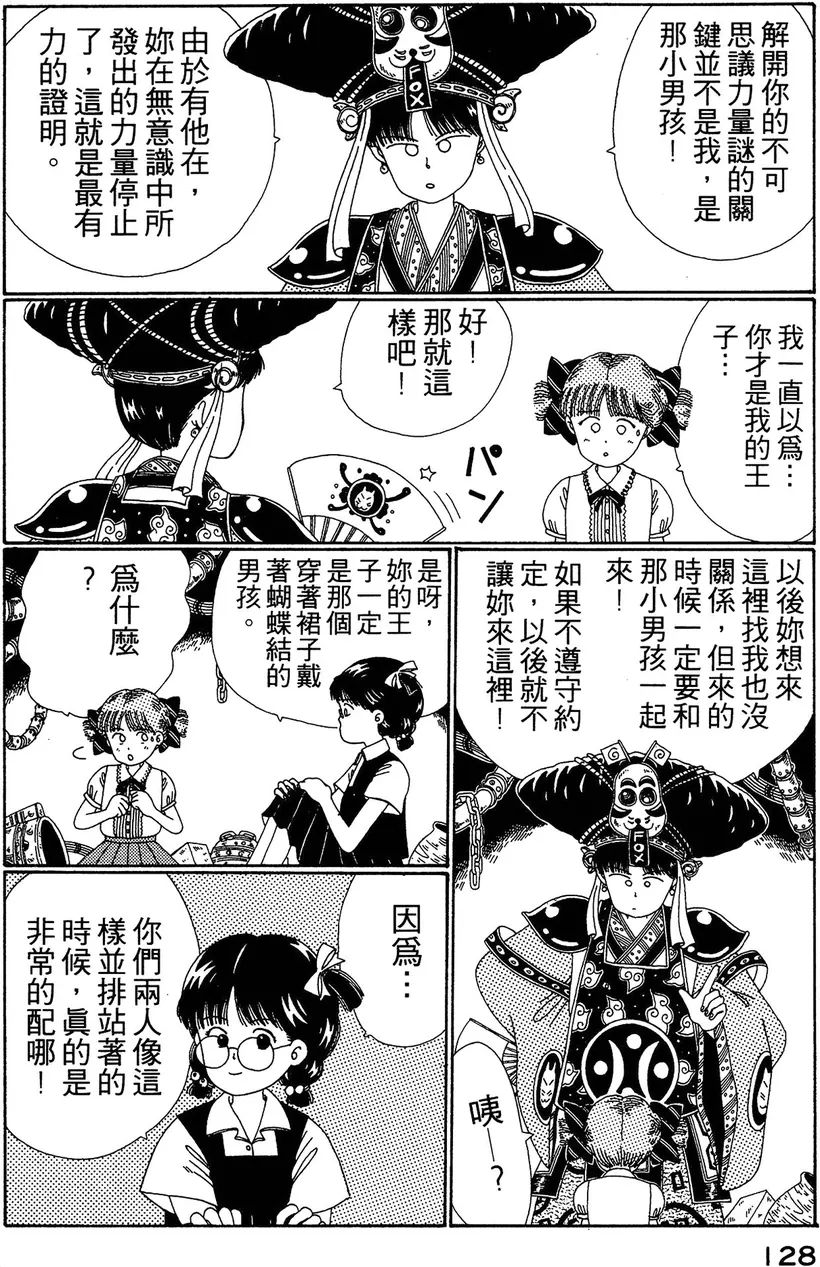 解開你的不可
思議力量謎的關
鍵並不是我，是
那小男孩！
由於有他在，
妳在無意識中所
發出的力量停止
了，這就是最有
力的證明。
FOX
我一直以爲…
你才是我的王
子…
好！
那就這
樣吧！
パン
以後妳想來
這裡找我也沒
關係，但來的
時候一定要和
那小男孩一起
來！
如果不遵守約
定，以後就不
讓妳來這裡！
FOX
咦—？
是呀，
妳的王
子一定
是那個
穿著裙子戴
著蝴蝶結的
男孩。
爲什麼
？
因爲…
你們兩人像這
樣並排站著的
時候，眞的是
非常的配哪！
128